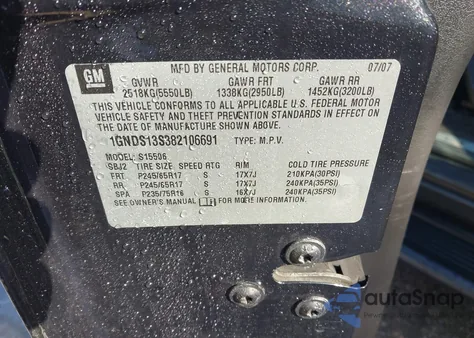 MFD BY GENERAL MOTORS CORP. 07/07
GM
GVWR GAWR FRT GAWR RR
2518KG(5550LB) 1338KG(2950LB) 1452KG(3200LB)
THIS VEHICLE CONFORMS TO ALL APPLICABLE U.S. FEDERAL MOTOR
VEHICLE SAFETY AND THEFT PREVENTION STANDARDS IN EFFECT ON
THE DATE OF MANUFACTURE SHOWN ABOVE.
1GNDS13S382106691 TYPE: M.P.V.
MODEL: S15506
SBJ2 TIRE SIZE SPEED RTG RIM COLD TIRE PRESSURE
FRT P245/65R17 S 17X7J 210KPA(30PSI)
RR P245/65R17 S 17X7J 240KPA(35PSI)
SPA P235/75R16 S 16X7J 240KPA(35PSI)
SEE OWNER'S MANUAL FOR MORE INFORMATION.
autoSnap